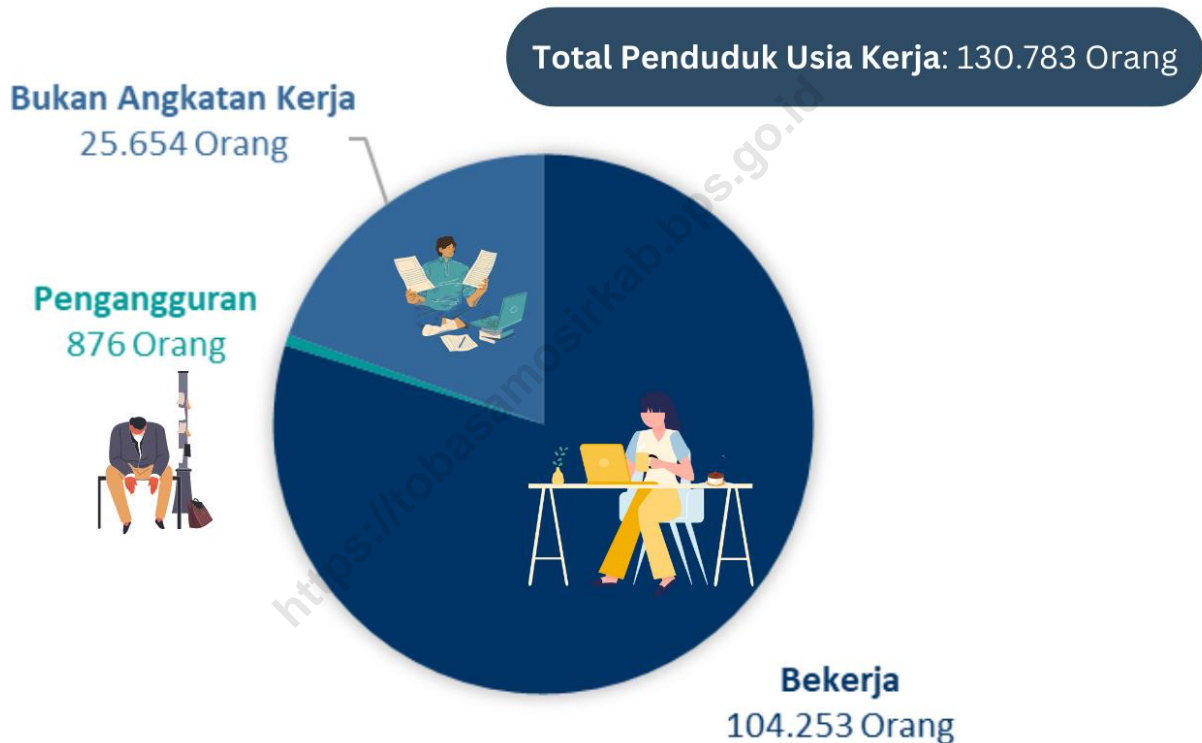 Total Penduduk Usia Kerja: 130.783 Orang
Bukan Angkatan Kerja
25.654 Orang
Pengangguran
876 Orang
Bekerja
104.253 Orang
https://tobasamosirkab.bps.go.id